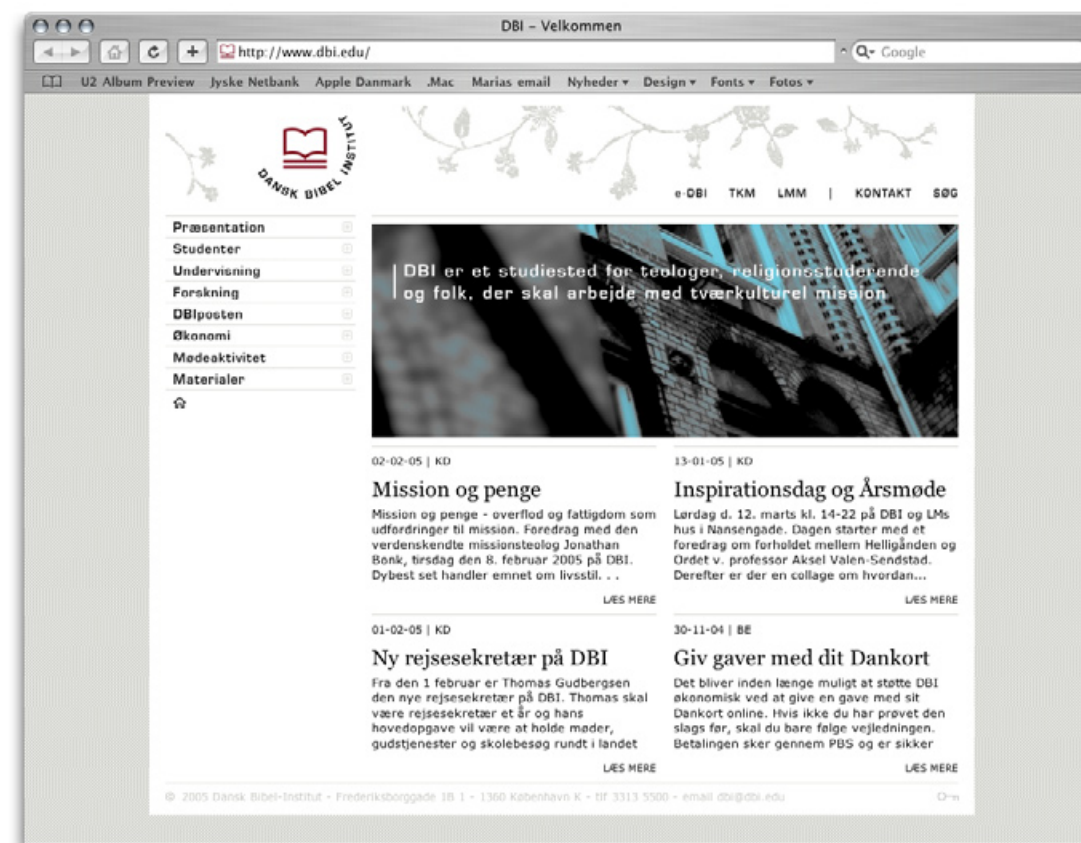 DBI – Velkommen
http://www.dbi.edu/
Google
U2 Album Preview Jyske Netbank Apple Danmark .Mac Marias email Nyheder Design Fonts Fotos
DANSK BIBEL INSTITUT
e-DBI TKM LMM | KONTAKT SØG
Præsentation
Studenter
Undervisning
Forskning
DBIposten
Økonomi
Mødeaktivitet
Materialer
DBI er et studiested for teologer, religionsstuderende
og folk, der skal arbejde med tværkulturel mission
02-02-05 | KD
Mission og penge
Mission og penge - overflod og fattigdom som
udfordringer til mission. Foredrag med den
verdenskendte missionsteolog Jonathan
Bonk, tirsdag den 8. februar 2005 på DBI.
Dybest set handler emnet om livsstil. . .
LÆS MERE
13-01-05 | KD
Inspirationsdag og Årsmøde
Lørdag d. 12. marts kl. 14-22 på DBI og LMs
hus i Nansengade. Dagen starter med et
foredrag om forholdet mellem Helligånden og
Ordet v. professor Aksel Valen-Sendstad.
Derefter er der en collage om hvordan...
LÆS MERE
01-02-05 | KD
Ny rejsesekretær på DBI
Fra den 1 februar er Thomas Gudbergsen
den nye rejsesekretær på DBI. Thomas skal
være rejsesekretær et år og hans
hovedopgave vil være at holde møder,
gudstjenester og skolebesøg rundt i landet
LÆS MERE
30-11-04 | BE
Giv gaver med dit Dankort
Det bliver inden længe muligt at støtte DBI
økonomisk ved at give en gave med sit
Dankort online. Hvis ikke du har prøvet den
slags før, skal du bare følge vejledningen.
Betalingen sker gennem PBS og er sikker
LÆS MERE
© 2005 Dansk Bibel-Institut - Frederiksborggade 1B 1 - 1360 København K - tlf 3313 5500 - email dbi@dbi.edu